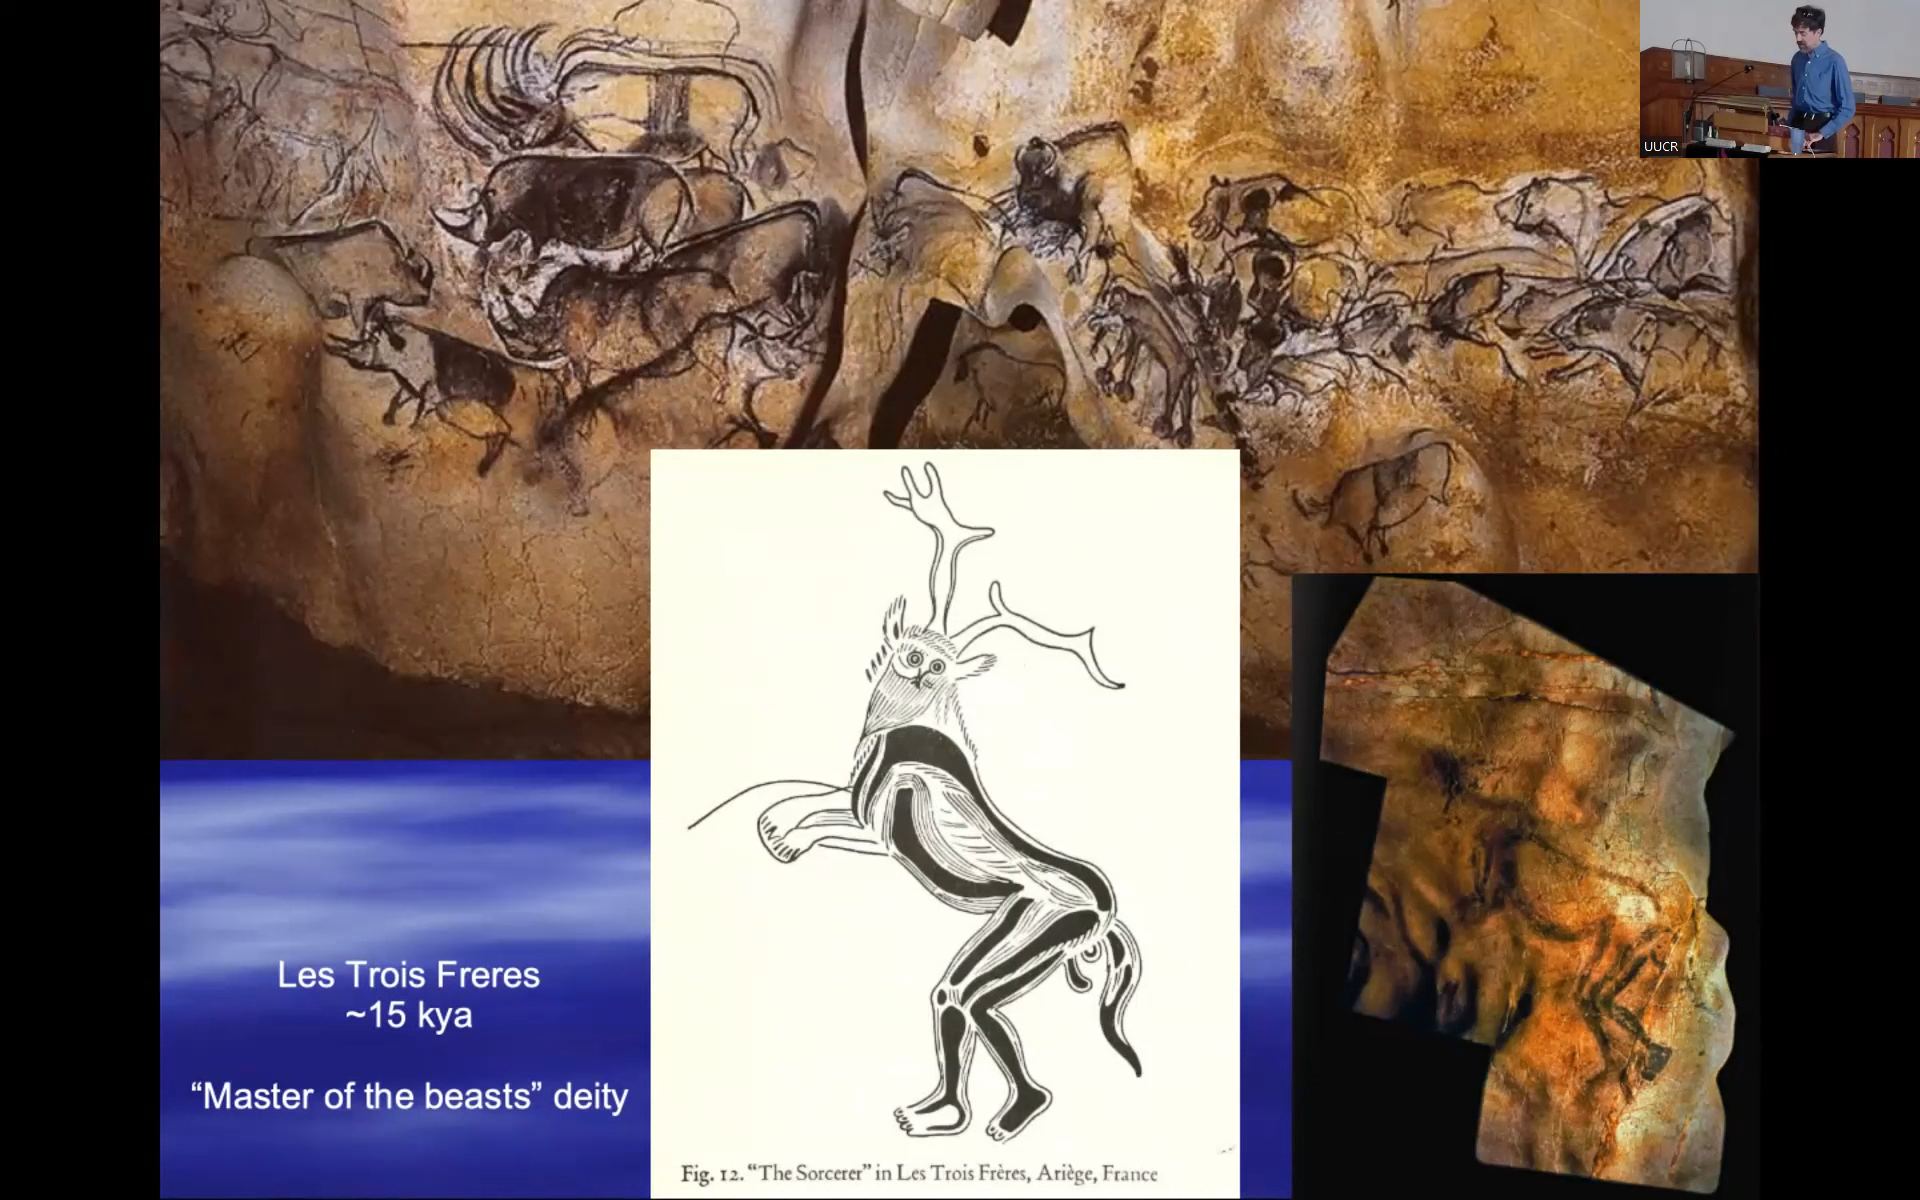 UUCR
Les Trois Freres
~15 kya
“Master of the beasts” deity
Fig. 12. “The Sorcerer” in Les Trois Frères, Ariège, France